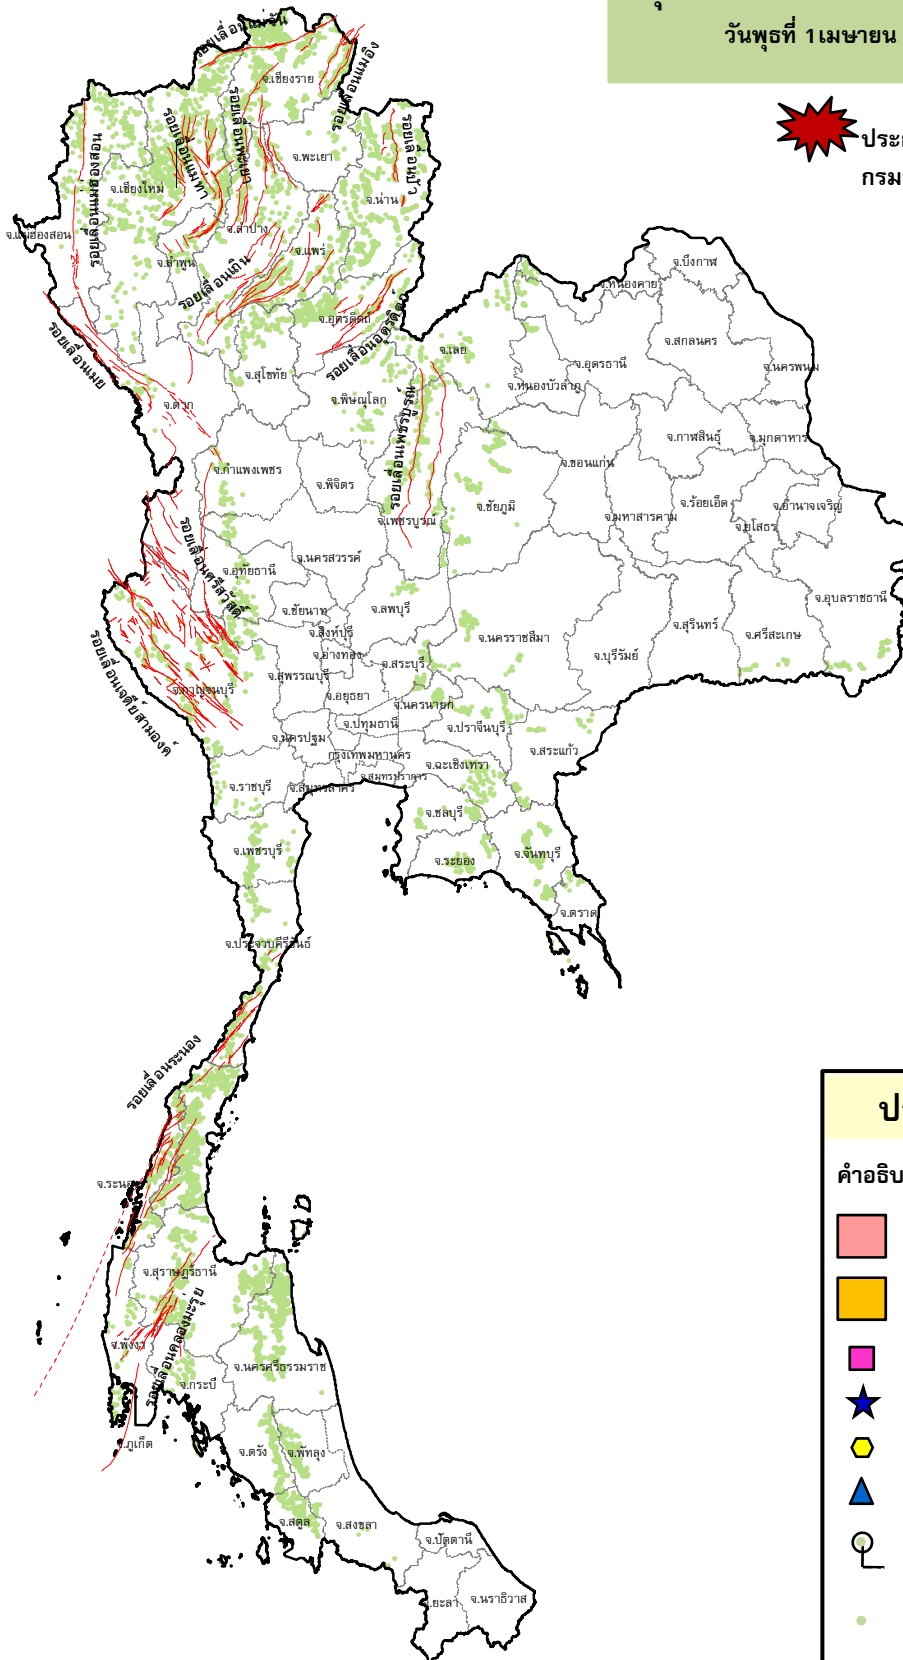 วันพุธที่ 1 เมษายน
ประ
กรม
รอยเลื่อนแม่จัน
จ.เชียงราย
รอยเลื่อนแม่อิง
รอยเลื่อนพะเยา
รอยเลื่อนแม่ทา
รอยเลื่อนปัว
จ.พะเยา
รอยเลื่อนแม่ฮ่องสอน
จ.เชียงใหม่
จ.น่าน
จ.แม่ฮ่องสอน
จ.ลำปาง
จ.แพร่
จ.ลำพูน
รอยเลื่อนเถิน
จ.บึงกาฬ
จ.หนองคาย
จ.อุตรดิตถ์
รอยเลื่อนอุตรดิตถ์
จ.สกลนคร
จ.เลย
รอยเลื่อนเมย
จ.สุโขทัย
จ.อุดรธานี
จ.นครพนม
จ.หนองบัวลำภู
จ.ตาก
จ.พิษณุโลก
รอยเลื่อนเพชรบูรณ์
จ.กาฬสินธุ์
จ.มุกดาหาร
จ.กำแพงเพชร
จ.ขอนแก่น
จ.พิจิตร
จ.ชัยภูมิ
จ.ร้อยเอ็ด
จ.อำนาจเจริญ
จ.เพชรบูรณ์
จ.มหาสารคาม
จ.ยโสธร
รอยเลื่อนศรีสวัสดิ์
จ.นครสวรรค์
จ.อุทัยธานี
จ.อุบลราชธานี
จ.ชัยนาท
จ.ลพบุรี
จ.สุรินทร์
จ.สิงห์บุรี
จ.นครราชสีมา
จ.ศรีสะเกษ
จ.อ่างทอง
จ.บุรีรัมย์
จ.สระบุรี
จ.สุพรรณบุรี
จ.กาญจนบุรี
จ.อยุธยา
จ.นครนายก
รอยเลื่อนเจดีย์สามองค์
จ.ปทุมธานี
จ.ปราจีนบุรี
จ.นครปฐม
จ.สระแก้ว
กรุงเทพมหานคร
จ.ฉะเชิงเทรา
จ.สมุทรปราการ
จ.ราชบุรี
จ.สมุทรสาคร
จ.ชลบุรี
จ.เพชรบุรี
จ.ระยอง
จ.จันทบุรี
จ.ตราด
จ.ประจวบคีรีขันธ์
รอยเลื่อนระนอง
คำอธิบ
จ.สุราษฎร์ธานี
รอยเลื่อนคลองมะรุ่ย
จ.พังงา
จ.นครศรีธรรมราช
จ.กระบี่
จ.ภูเก็ต
จ.ตรัง
จ.พัทลุง
จ.สตูล
จ.สงขลา
จ.ปัตตานี
จ.ยะลา
จ.นราธิวาส